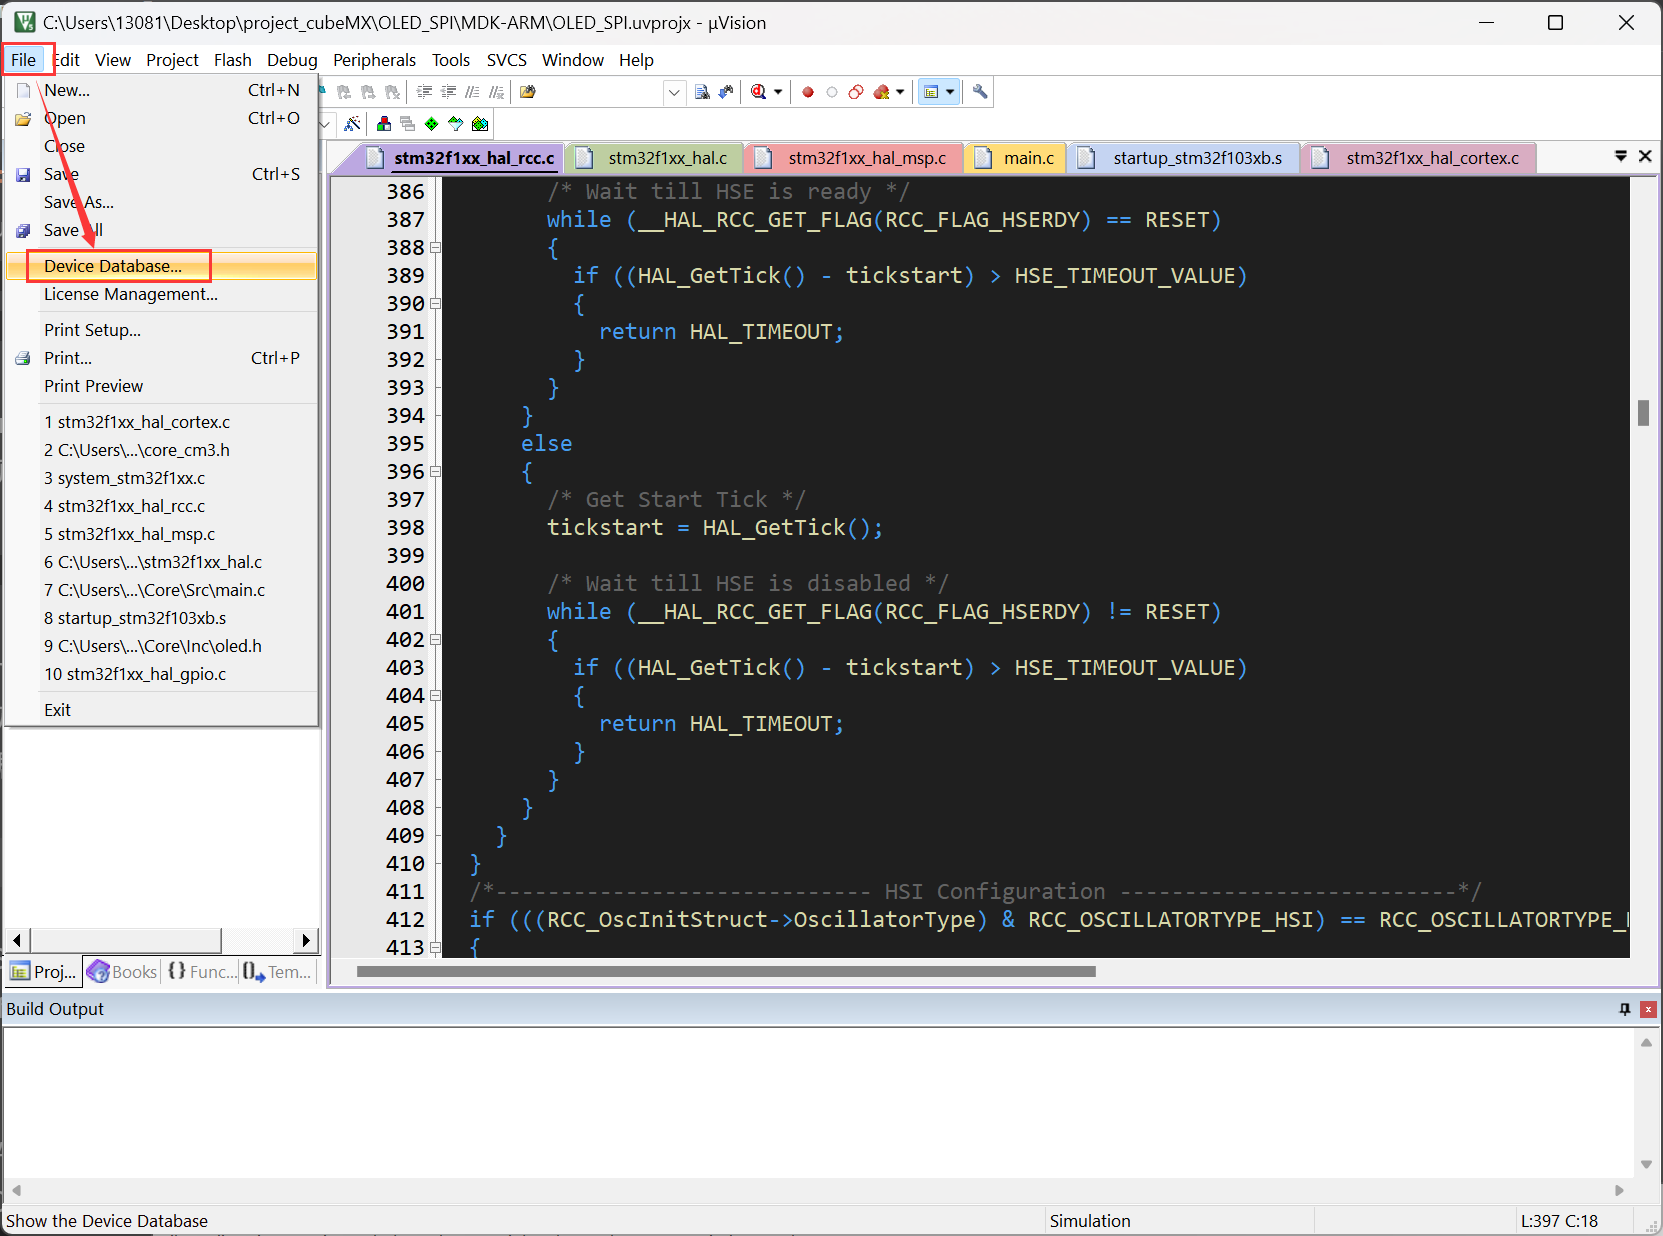 C:\Users\13081\Desktop\project_cubeMX\OLED_SPI\MDK-ARM\OLED_SPI.uvprojx - µVision
File Edit View Project Flash Debug Peripherals Tools SVCS Window Help
New... Ctrl+N
Open Ctrl+O
Close
Save Ctrl+S
Save As...
Save All
Device Database...
License Management...
Print Setup...
Print... Ctrl+P
Print Preview
1 stm32f1xx_hal_cortex.c
2 C:\Users\...\core_cm3.h
3 system_stm32f1xx.c
4 stm32f1xx_hal_rcc.c
5 stm32f1xx_hal_msp.c
6 C:\Users\...\stm32f1xx_hal.c
7 C:\Users\...\Core\Src\main.c
8 startup_stm32f103xb.s
9 C:\Users\...\Core\Inc\oled.h
10 stm32f1xx_hal_gpio.c
Exit
Proj... Books {} Func... Tem...
stm32f1xx_hal_rcc.c stm32f1xx_hal.c stm32f1xx_hal_msp.c main.c startup_stm32f103xb.s stm32f1xx_hal_cortex.c
386 /* Wait till HSE is ready */
387 while (__HAL_RCC_GET_FLAG(RCC_FLAG_HSERDY) == RESET)
388 {
389 if ((HAL_GetTick() - tickstart) > HSE_TIMEOUT_VALUE)
390 {
391 return HAL_TIMEOUT;
392 }
393 }
394 }
395 else
396 {
397 /* Get Start Tick */
398 tickstart = HAL_GetTick();
399
400 /* Wait till HSE is disabled */
401 while (__HAL_RCC_GET_FLAG(RCC_FLAG_HSERDY) != RESET)
402 {
403 if ((HAL_GetTick() - tickstart) > HSE_TIMEOUT_VALUE)
404 {
405 return HAL_TIMEOUT;
406 }
407 }
408 }
409 }
410 }
411 /*----------------------------- HSI Configuration --------------------------*/
412 if (((RCC_OscInitStruct->OscillatorType) & RCC_OSCILLATORTYPE_HSI) == RCC_OSCILLATORTYPE_
413 {
Build Output
Show the Device Database Simulation L:397 C:18